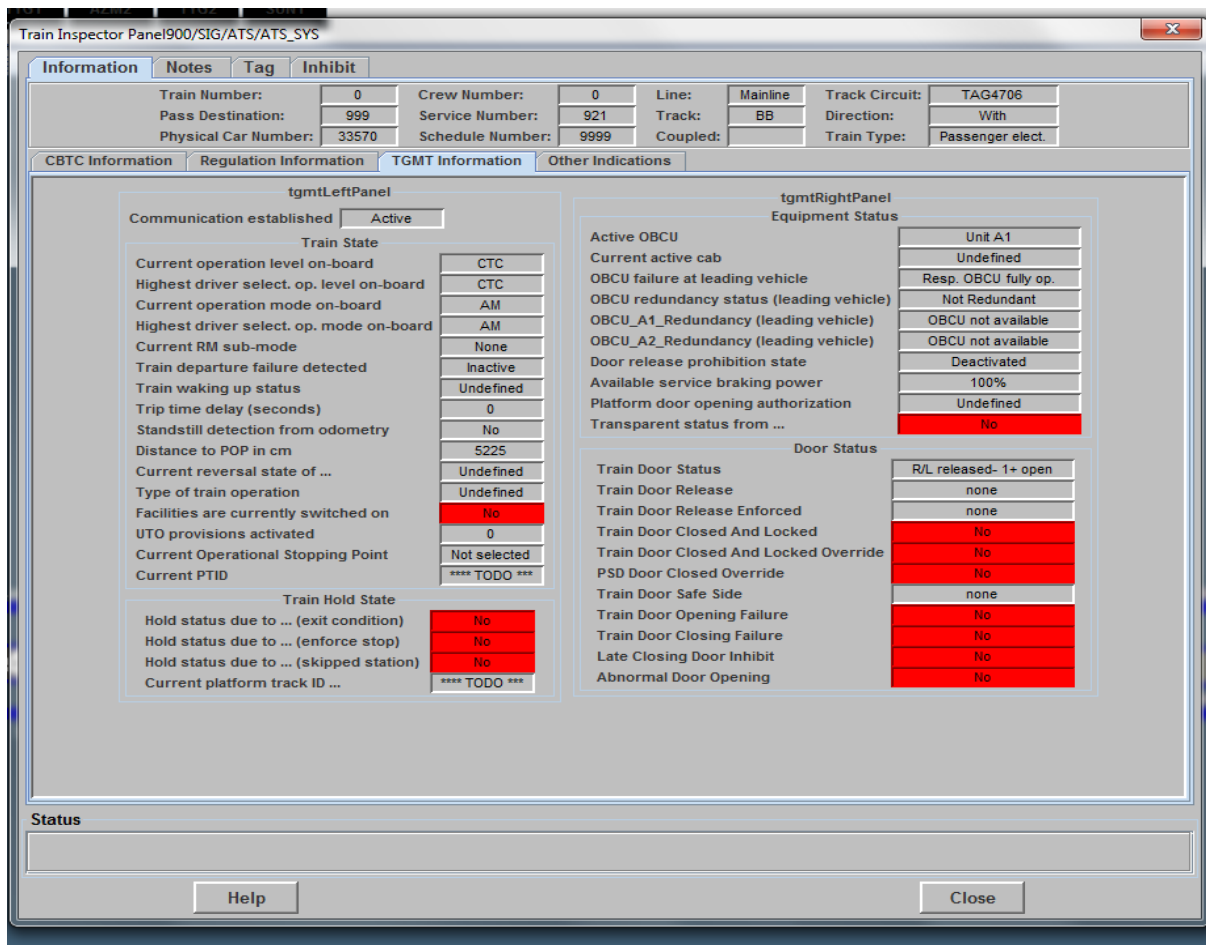 AZM2 TTG2 SUNT
Train Inspector Panel900/SIG/ATS/ATS_SYS
Information Notes Tag Inhibit
Train Number: 0 Crew Number: 0 Line: Mainline Track Circuit: TAG4706
Pass Destination: 999 Service Number: 921 Track: BB Direction: With
Physical Car Number: 33570 Schedule Number: 9999 Coupled: Train Type: Passenger elect.
CBTC Information Regulation Information TGMT Information Other Indications
tgmtLeftPanel
Communication established Active
Train State
Current operation level on-board CTC
Highest driver select. op. level on-board CTC
Current operation mode on-board AM
Highest driver select. op. mode on-board AM
Current RM sub-mode None
Train departure failure detected Inactive
Train waking up status Undefined
Trip time delay (seconds) 0
Standstill detection from odometry No
Distance to POP in cm 5225
Current reversal state of ... Undefined
Type of train operation Undefined
Facilities are currently switched on No
UTO provisions activated 0
Current Operational Stopping Point Not selected
Current PTID **** TODO ***
Train Hold State
Hold status due to ... (exit condition) No
Hold status due to ... (enforce stop) No
Hold status due to ... (skipped station) No
Current platform track ID ... **** TODO ***
tgmtRightPanel
Equipment Status
Active OBCU Unit A1
Current active cab Undefined
OBCU failure at leading vehicle Resp. OBCU fully op.
OBCU redundancy status (leading vehicle) Not Redundant
OBCU_A1_Redundancy (leading vehicle) OBCU not available
OBCU_A2_Redundancy (leading vehicle) OBCU not available
Door release prohibition state Deactivated
Available service braking power 100%
Platform door opening authorization Undefined
Transparent status from ... No
Door Status
Train Door Status R/L released- 1+ open
Train Door Release none
Train Door Release Enforced none
Train Door Closed And Locked No
Train Door Closed And Locked Override No
PSD Door Closed Override No
Train Door Safe Side none
Train Door Opening Failure No
Train Door Closing Failure No
Late Closing Door Inhibit No
Abnormal Door Opening No
Status
Help Close